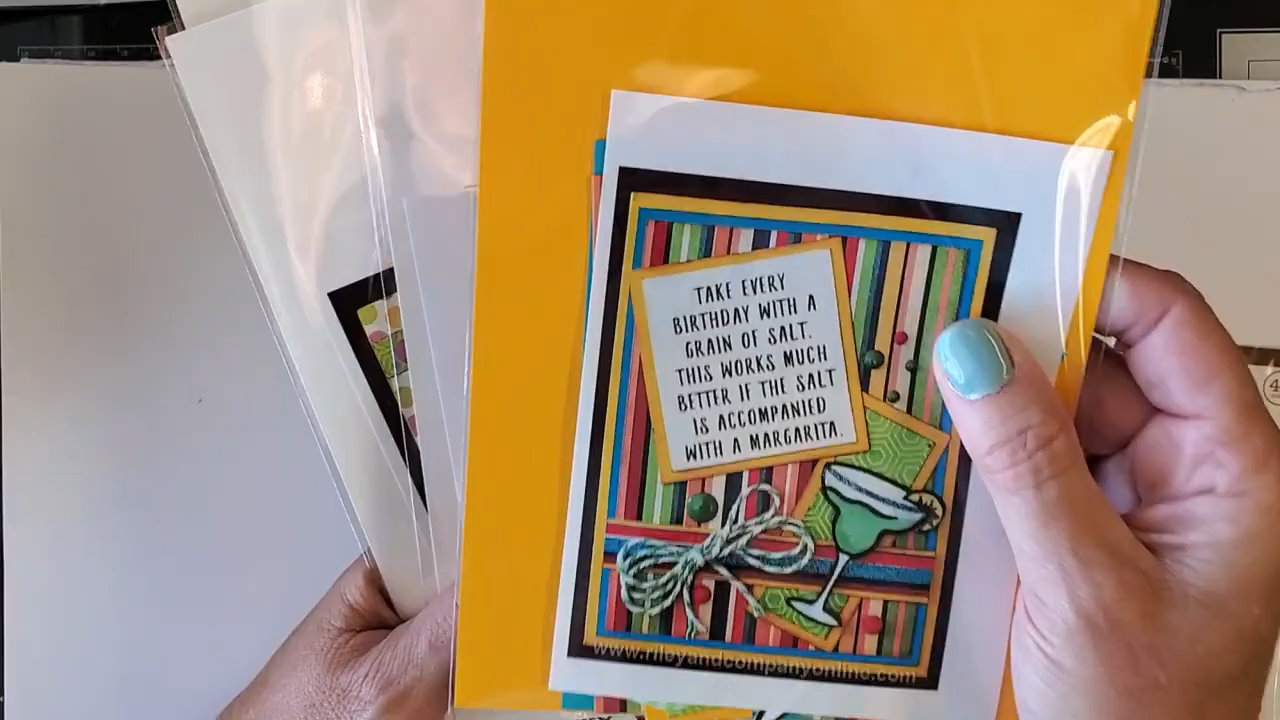 TAKE EVERY
BIRTHDAY WITH A
GRAIN OF SALT.
THIS WORKS MUCH
BETTER IF THE SALT
IS ACCOMPANIED
WITH A MARGARITA.
www.rileyandcompanyonline.com
4